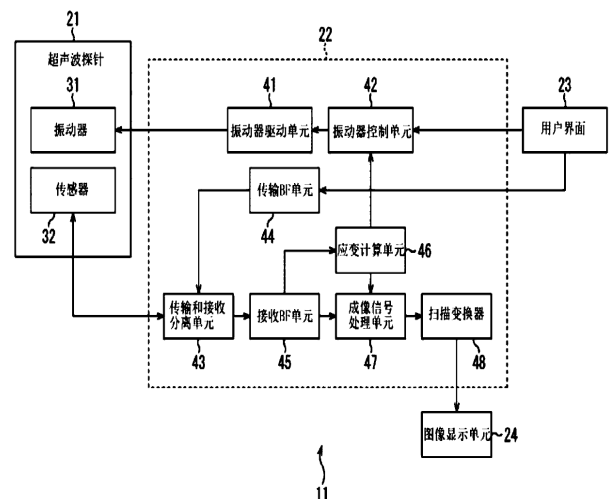 21
超声波探针
22
31
41
42
23
振动器
振动器驱动单元
振动器控制单元
用户界面
传感器
传输BF单元
32
44
应变计算单元
46
传输和接收
分离单元
接收BF单元
成像信号
处理单元
扫描变换器
43
45
47
48
图像显示单元
24
11